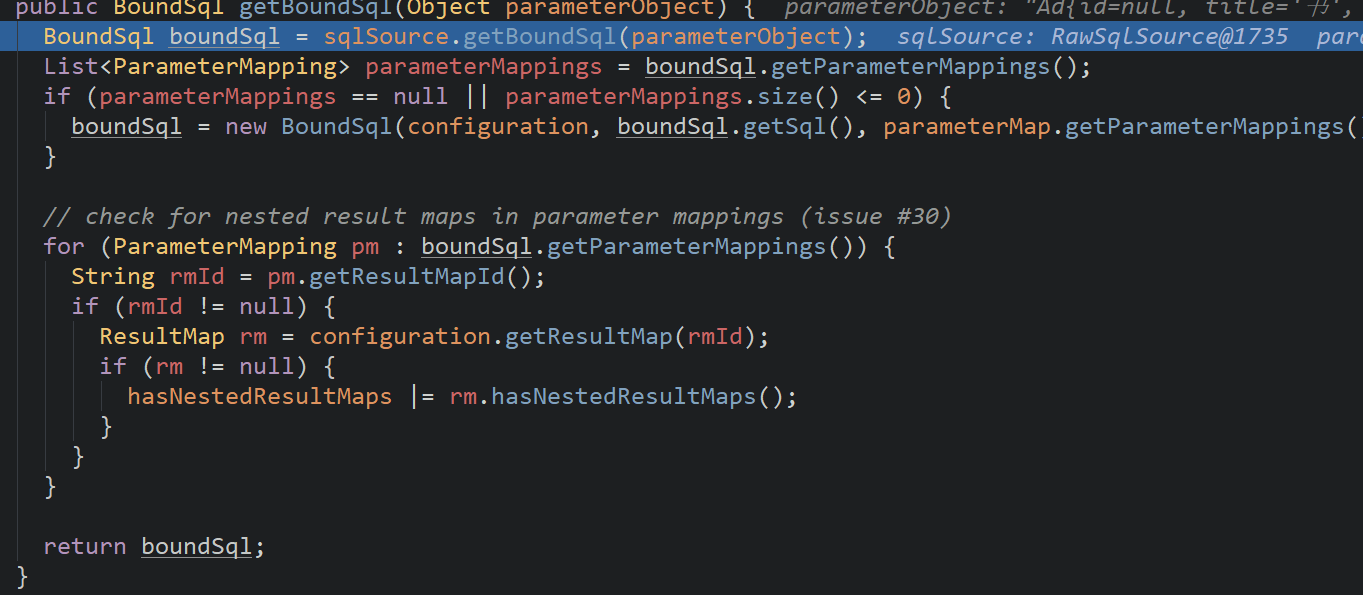 public BoundSql getBoundSql(Object parameterObject) { parameterObject: "Ad{id=null, title='书',
BoundSql boundSql = sqlSource.getBoundSql(parameterObject); sqlSource: RawSqlSource@1735 para
List<ParameterMapping> parameterMappings = boundSql.getParameterMappings();
if (parameterMappings == null || parameterMappings.size() <= 0) {
boundSql = new BoundSql(configuration, boundSql.getSql(), parameterMap.getParameterMappings()
}
// check for nested result maps in parameter mappings (issue #30)
for (ParameterMapping pm : boundSql.getParameterMappings()) {
String rmId = pm.getResultMapId();
if (rmId != null) {
ResultMap rm = configuration.getResultMap(rmId);
if (rm != null) {
hasNestedResultMaps |= rm.hasNestedResultMaps();
}
}
}
return boundSql;
}